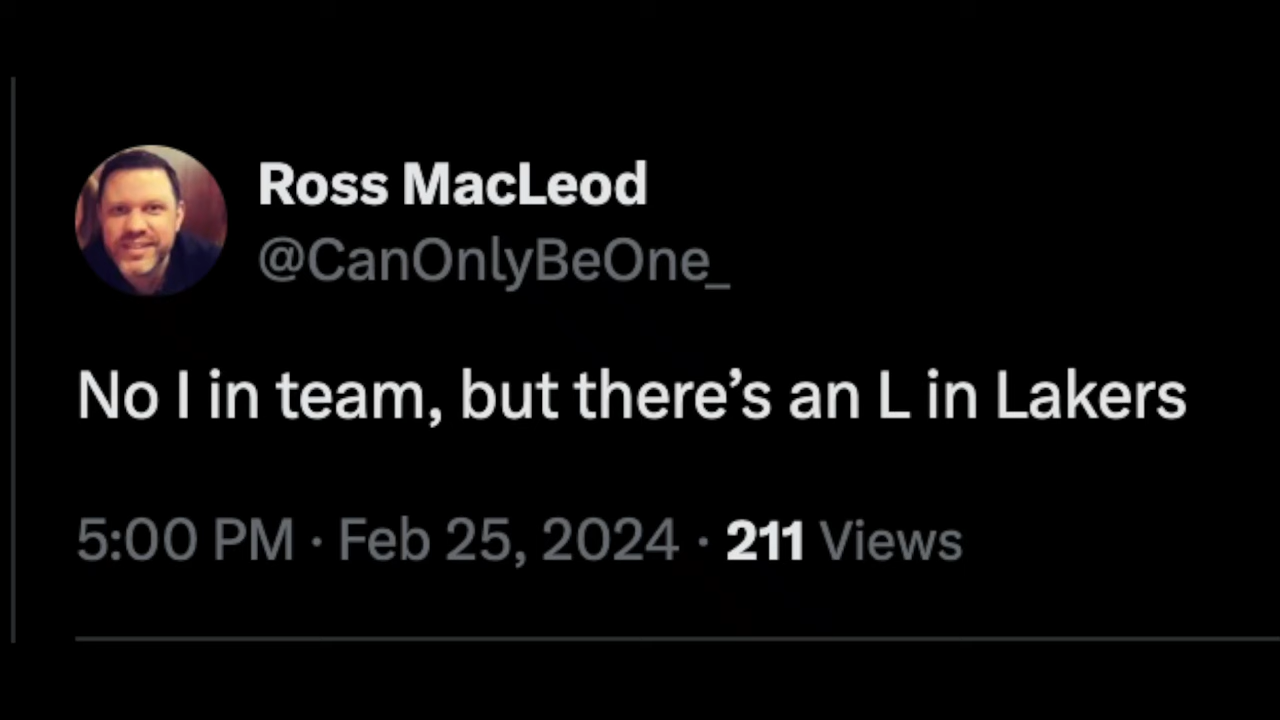 Ross MacLeod
@CanOnlyBeOne_
No I in team, but there’s an L in Lakers
5:00 PM · Feb 25, 2024 · 211 Views